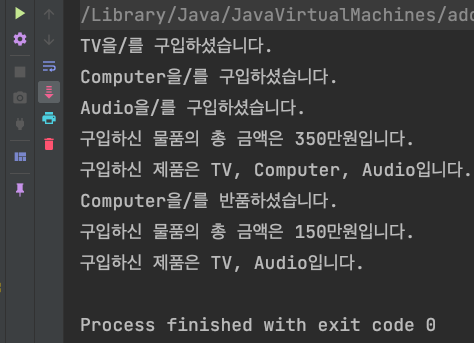 /Library/Java/JavaVirtualMachines/ado
TV을/를 구입하셨습니다.
Computer을/를 구입하셨습니다.
Audio을/를 구입하셨습니다.
구입하신 물품의 총 금액은 350만원입니다.
구입하신 제품은 TV, Computer, Audio입니다.
Computer을/를 반품하셨습니다.
구입하신 물품의 총 금액은 150만원입니다.
구입하신 제품은 TV, Audio입니다.
Process finished with exit code 0